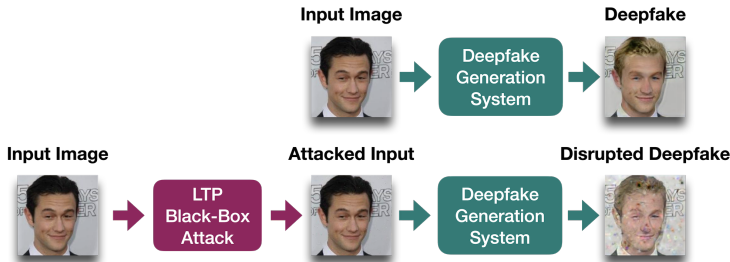 Input Image
Deepfake
Deepfake
Generation
System
Input Image
Attacked Input
Disrupted Deepfake
LTP
Black-Box
Attack
Deepfake
Generation
System